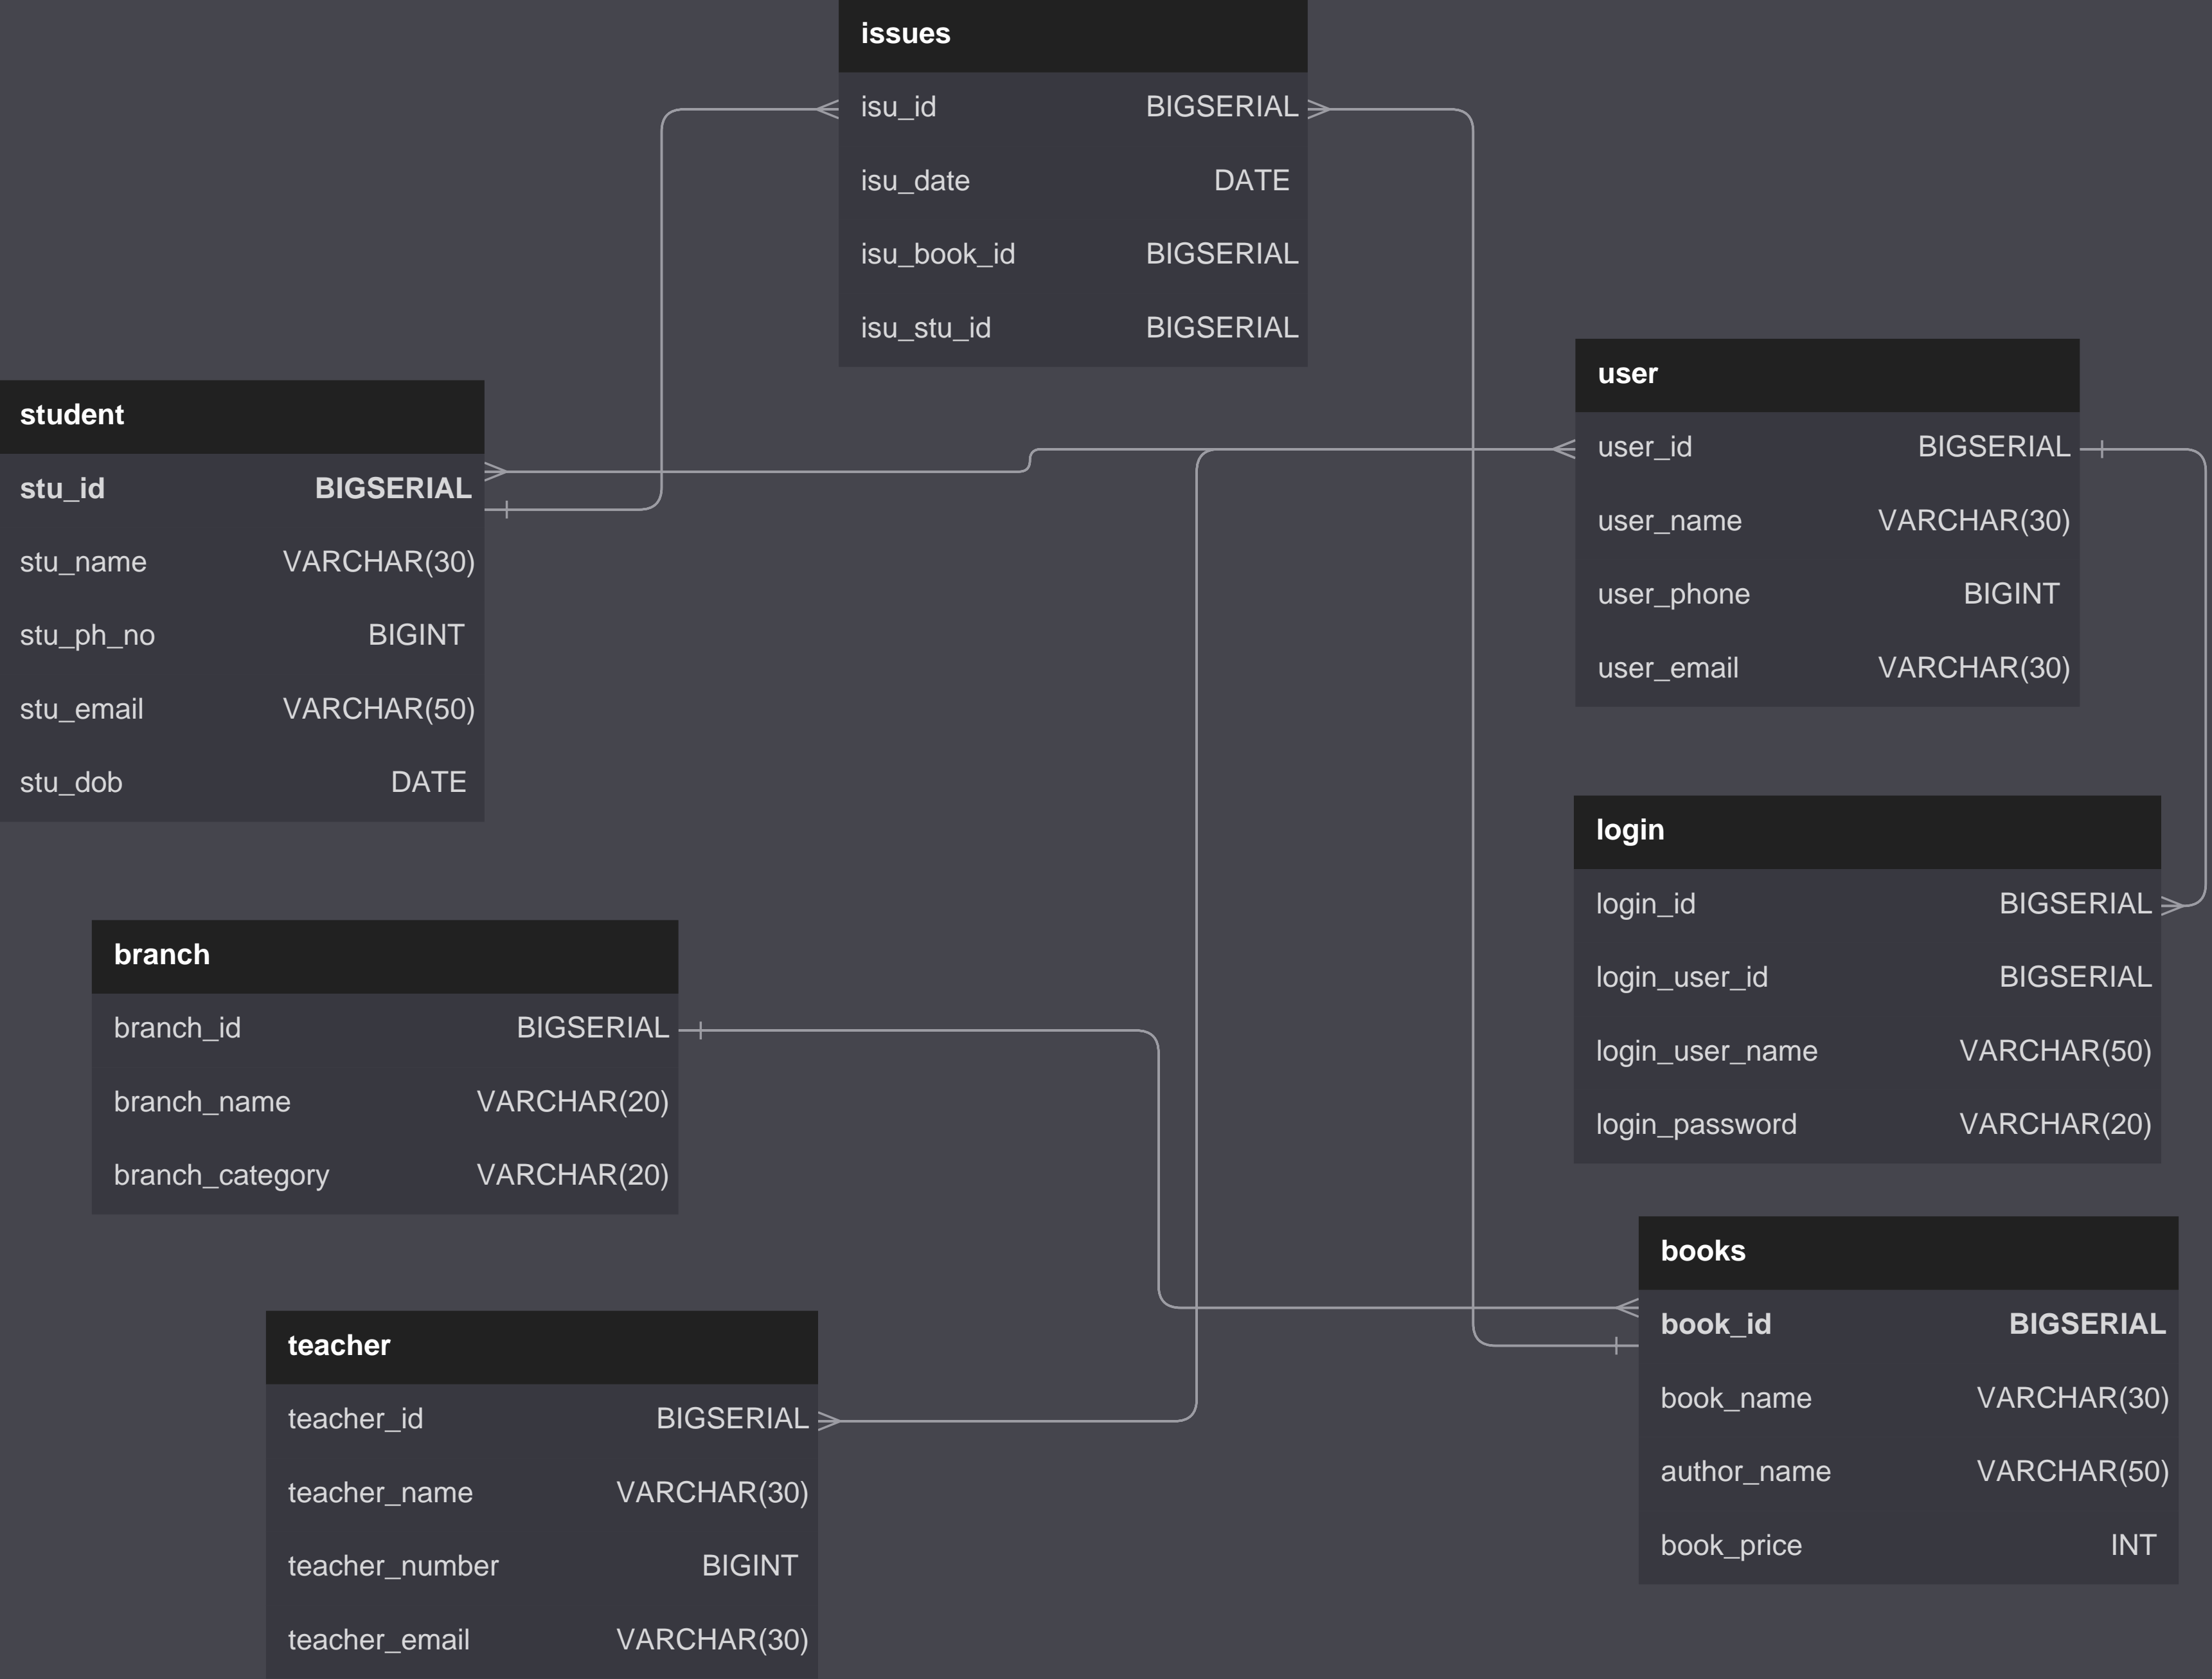 issues
isu_id BIGSERIAL
isu_date DATE
isu_book_id BIGSERIAL
isu_stu_id BIGSERIAL
student
stu_id BIGSERIAL
stu_name VARCHAR(30)
stu_ph_no BIGINT
stu_email VARCHAR(50)
stu_dob DATE
user
user_id BIGSERIAL
user_name VARCHAR(30)
user_phone BIGINT
user_email VARCHAR(30)
login
login_id BIGSERIAL
login_user_id BIGSERIAL
login_user_name VARCHAR(50)
login_password VARCHAR(20)
branch
branch_id BIGSERIAL
branch_name VARCHAR(20)
branch_category VARCHAR(20)
books
book_id BIGSERIAL
book_name VARCHAR(30)
author_name VARCHAR(50)
book_price INT
teacher
teacher_id BIGSERIAL
teacher_name VARCHAR(30)
teacher_number BIGINT
teacher_email VARCHAR(30)